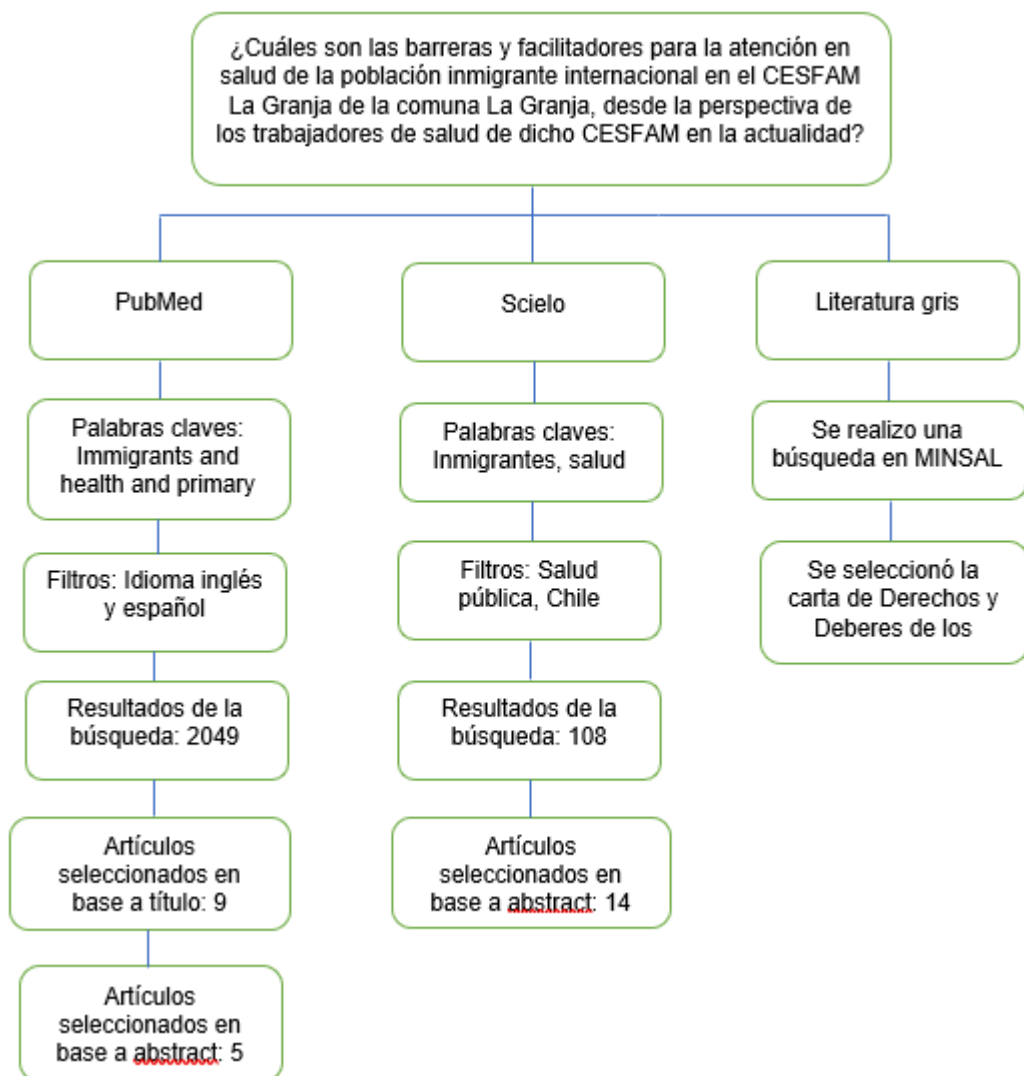 ¿Cuáles son las barreras y facilitadores para la atención en
salud de la población inmigrante internacional en el CESFAM
La Granja de la comuna La Granja, desde la perspectiva de
los trabajadores de salud de dicho CESFAM en la actualidad?
PubMed
Palabras claves:
Immigrants and
health and primary
Filtros: Idioma inglés
y español
Resultados de la
búsqueda: 2049
Artículos
seleccionados en
base a título: 9
Artículos
seleccionados en
base a abstract: 5
Scielo
Palabras claves:
Inmigrantes, salud
Filtros: Salud
pública, Chile
Resultados de la
búsqueda: 108
Artículos
seleccionados en
base a abstract: 14
Literatura gris
Se realizo una
búsqueda en MINSAL
Se seleccionó la
carta de Derechos y
Deberes de los